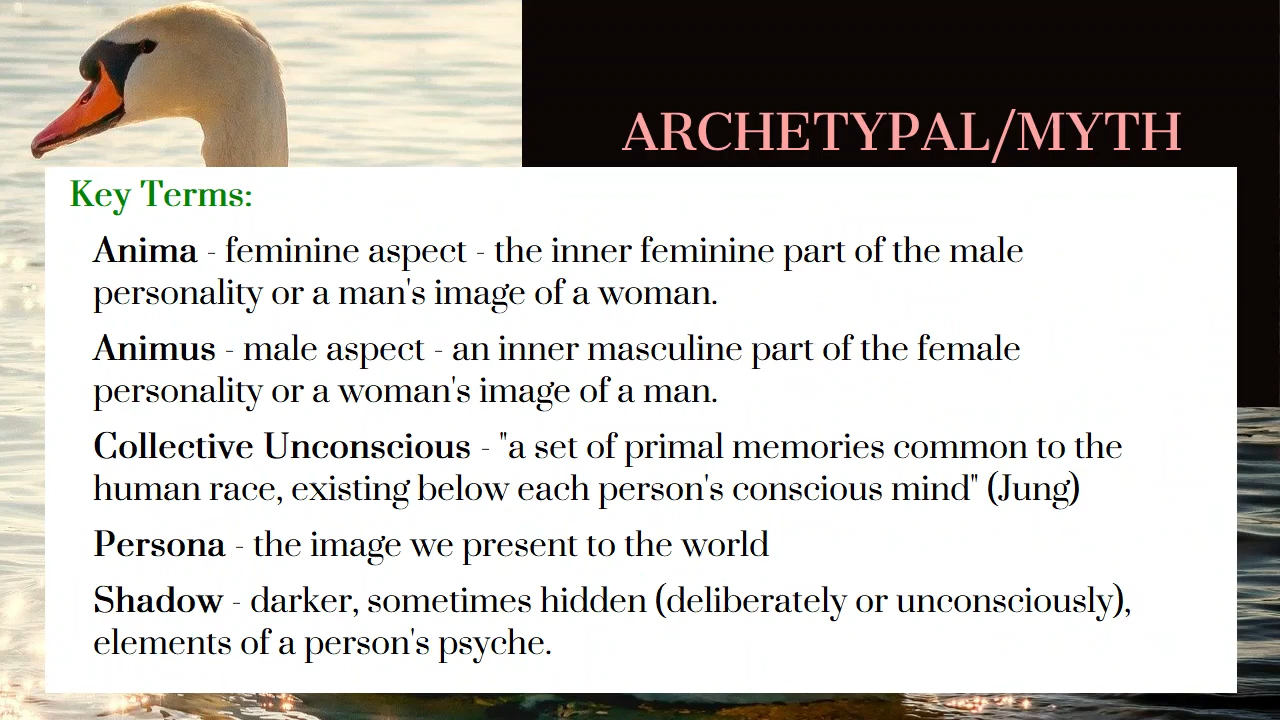 ARCHETYPAL/MYTH
Key Terms:
Anima - feminine aspect - the inner feminine part of the male
personality or a man's image of a woman.
Animus - male aspect - an inner masculine part of the female
personality or a woman's image of a man.
Collective Unconscious - "a set of primal memories common to the
human race, existing below each person's conscious mind" (Jung)
Persona - the image we present to the world
Shadow - darker, sometimes hidden (deliberately or unconsciously),
elements of a person's psyche.